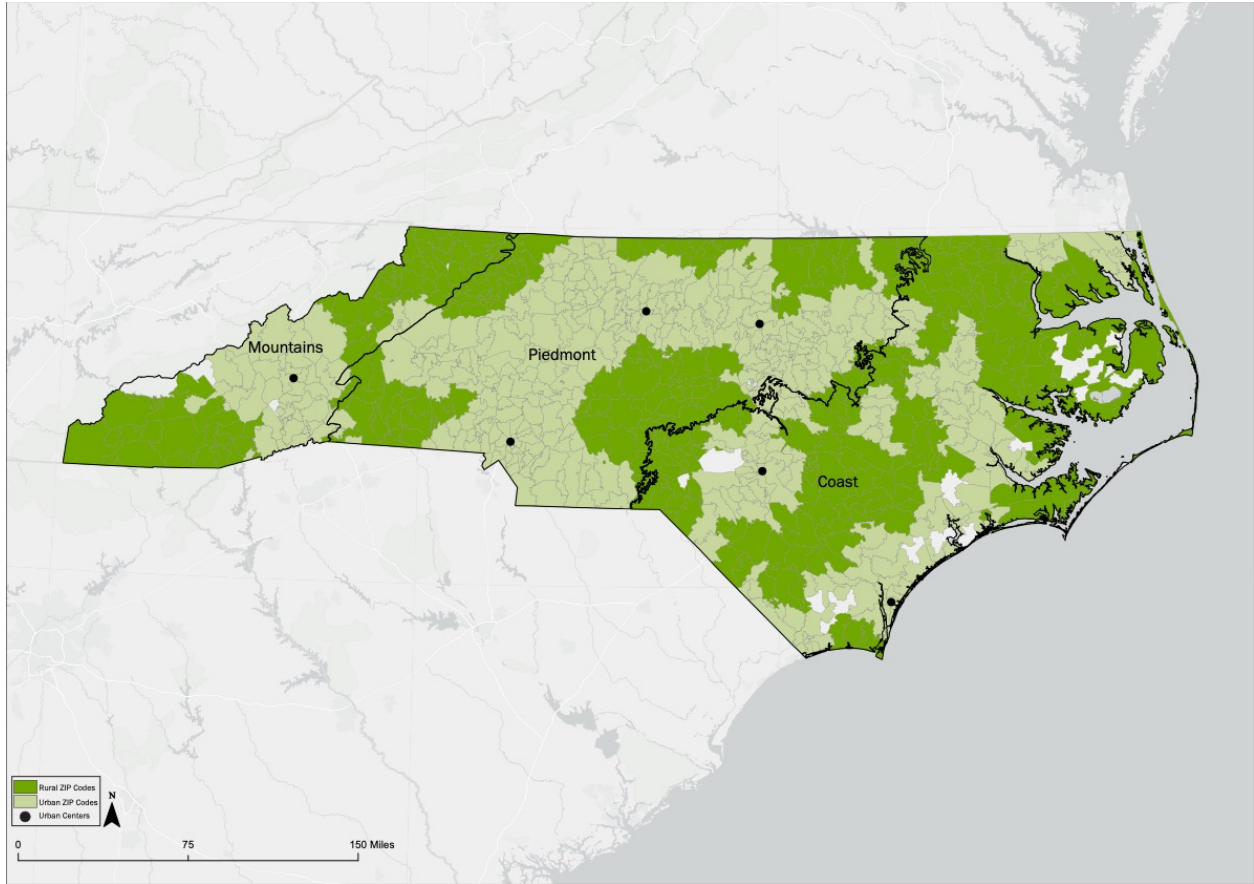 Mountains
Piedmont
Coast
Rural ZIP Codes
Urban ZIP Codes
Urban Centers
N
0 75 150 Miles